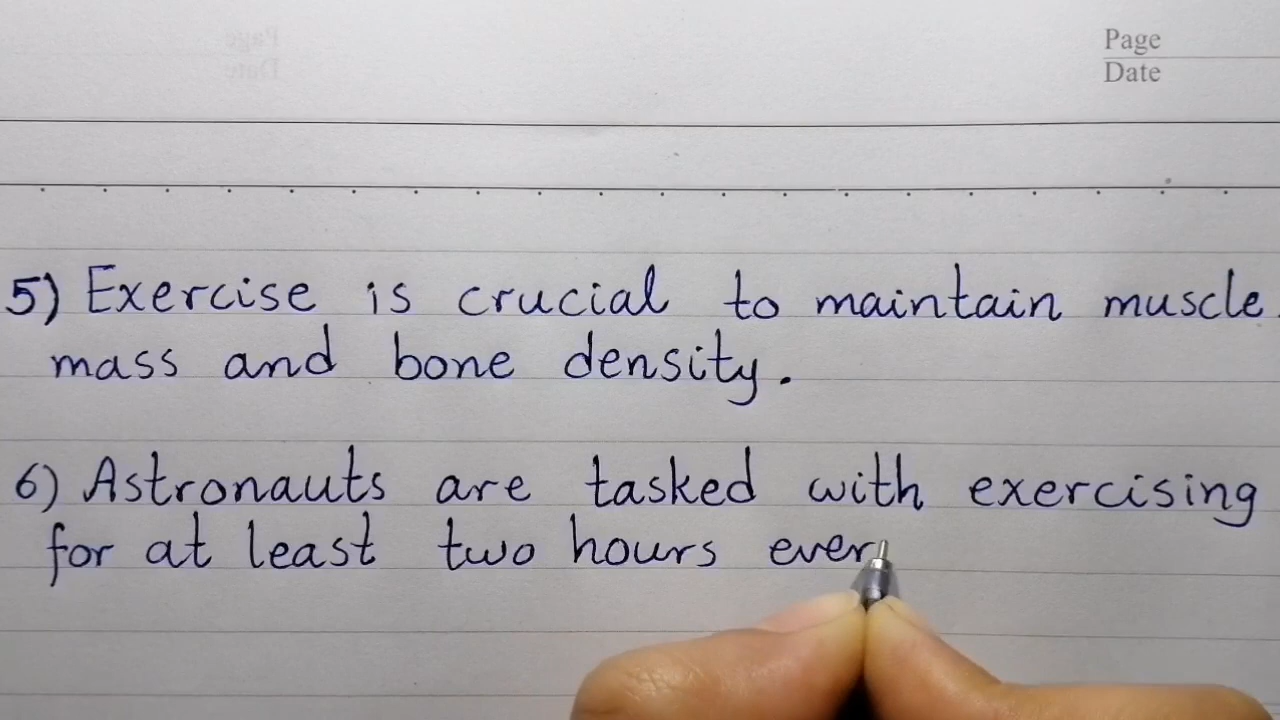 Page
Date
5) Exercise is crucial to maintain muscle
mass and bone density.
6) Astronauts are tasked with exercising
for at least two hours ever